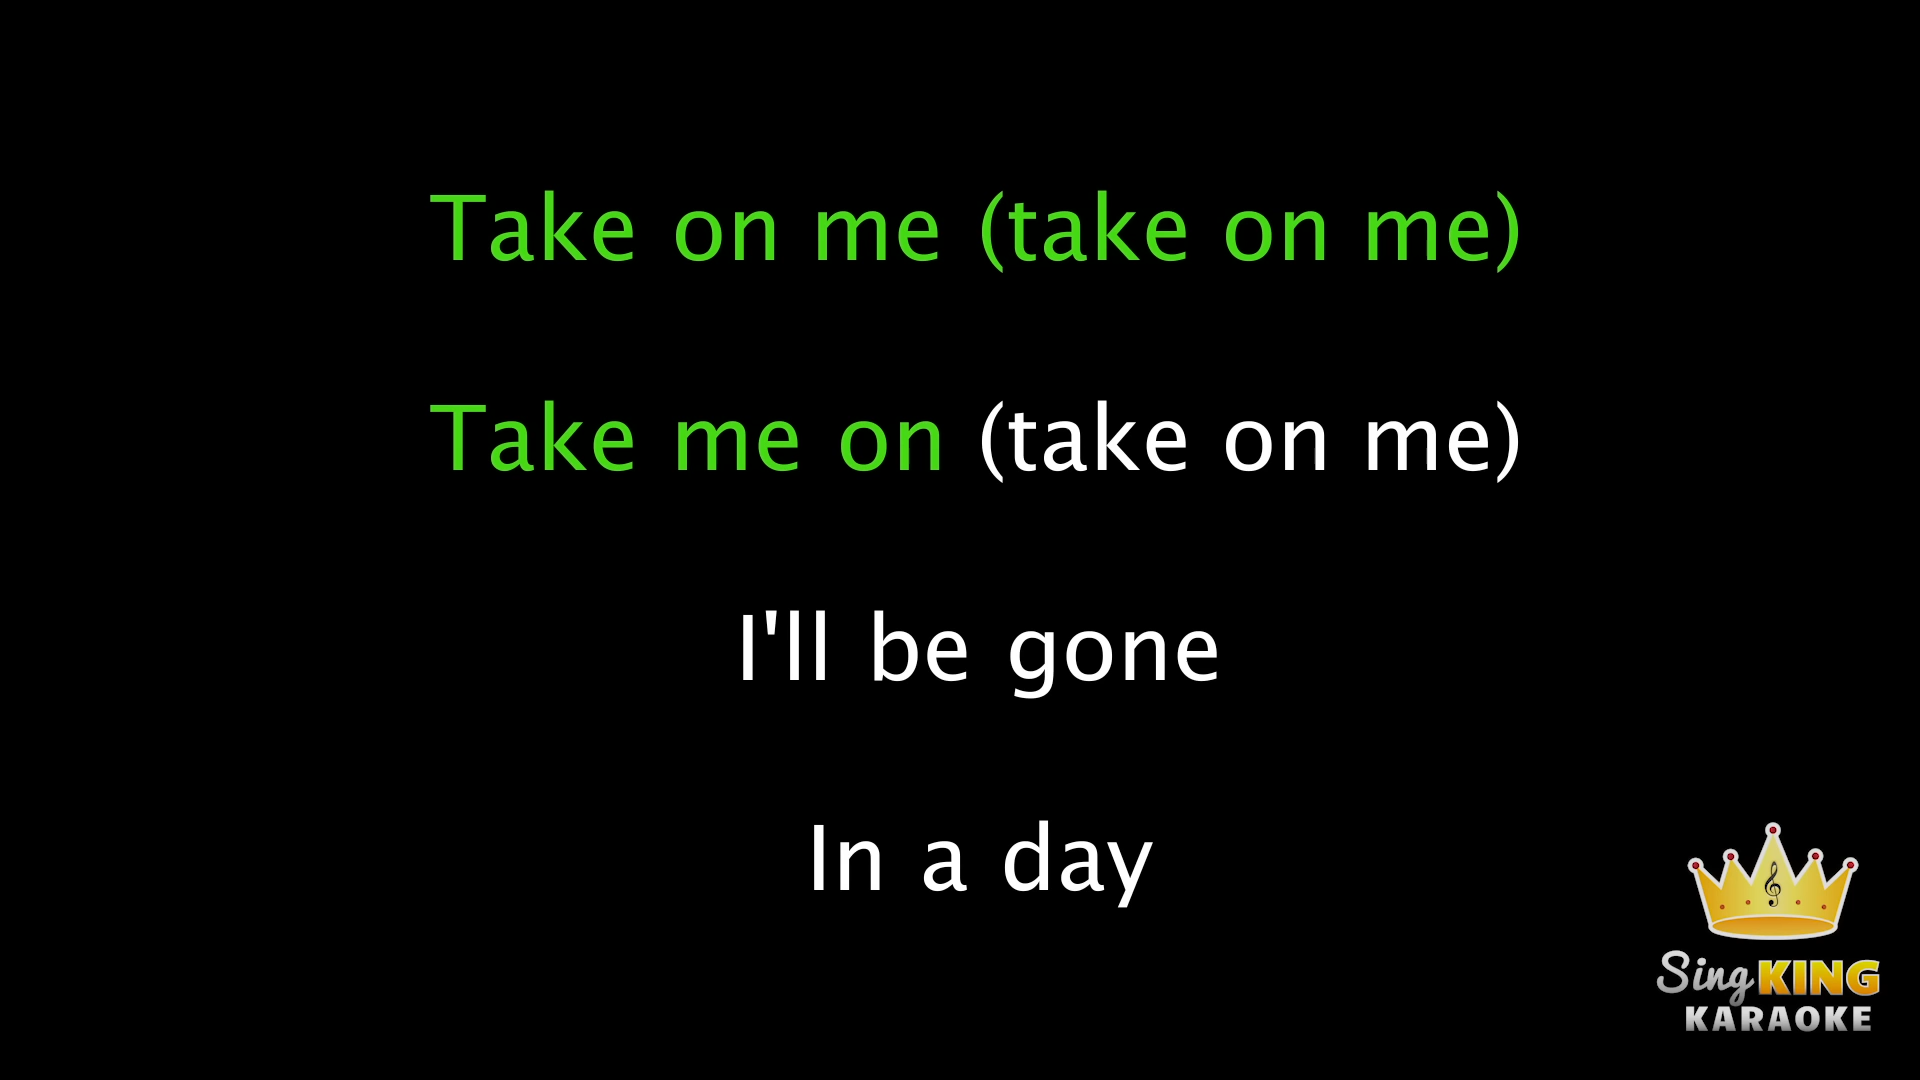 Take on me (take on me)
Take me on (take on me)
I'll be gone
In a day
Sing KING
KARAOKE